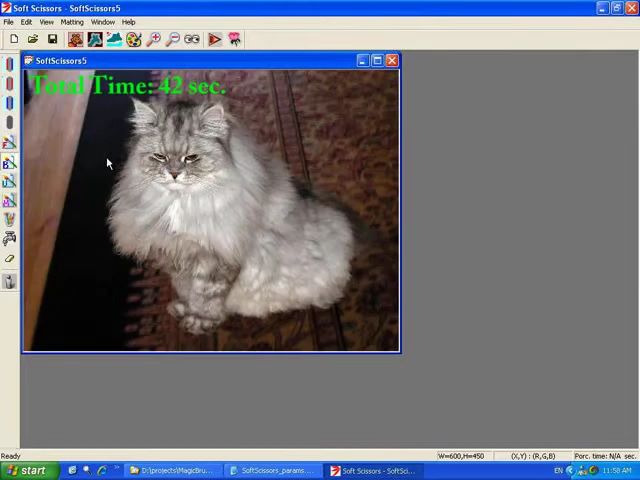 Soft Scissors - SoftScissors5
File Edit View Matting Window Help
SoftScissors5
Total Time: 42 sec.
Ready
W=600,H=450
(X,Y) : (R,G,B)
Porc. time: N/A sec.
start
D:\projects\MagicBru...
SoftScissors_params....
Soft Scissors - SoftSci...
EN
11:58 AM